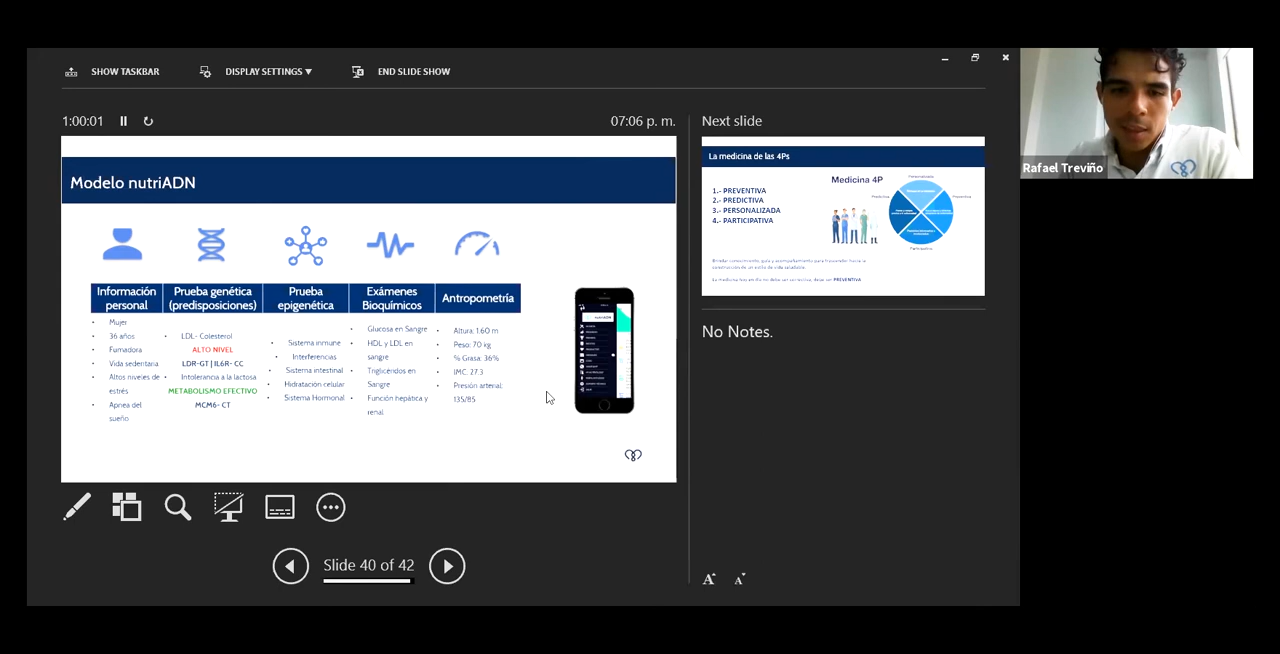 SHOW TASKBAR
DISPLAY SETTINGS ▼
END SLIDE SHOW
1:00:01
07:06 p. m.
Modelo nutriADN
Información personal
Mujer
36 años
Fumadora
Vida sedentaria
Altos niveles de estrés
Apnea del sueño
Prueba genética (predisposiciones)
LDL- Colesterol
ALTO NIVEL
LDR-GT | IL6R- CC
Intolerancia a la lactosa
METABOLISMO EFECTIVO
MCM6- CT
Prueba epigenética
Sistema inmune
Interferencias
Sistema intestinal
Hidratación celular
Sistema Hormonal
Exámenes Bioquímicos
Glucosa en Sangre
HDL y LDL en sangre
Triglicéridos en Sangre
Función hepática y renal
Antropometría
Altura: 1.60 m
Peso: 70 kg
% Grasa: 36%
IMC: 27.3
Presión arterial: 135/85
nutriADN
Slide 40 of 42
Next slide
La medicina de las 4Ps
1.- PREVENTIVA
2.- PREDICTIVA
3.- PERSONALIZADA
4.- PARTICIPATIVA
Medicina 4P
Personalizada
Predictiva
Preventiva
Participativa
No Notes.
Rafael Treviño